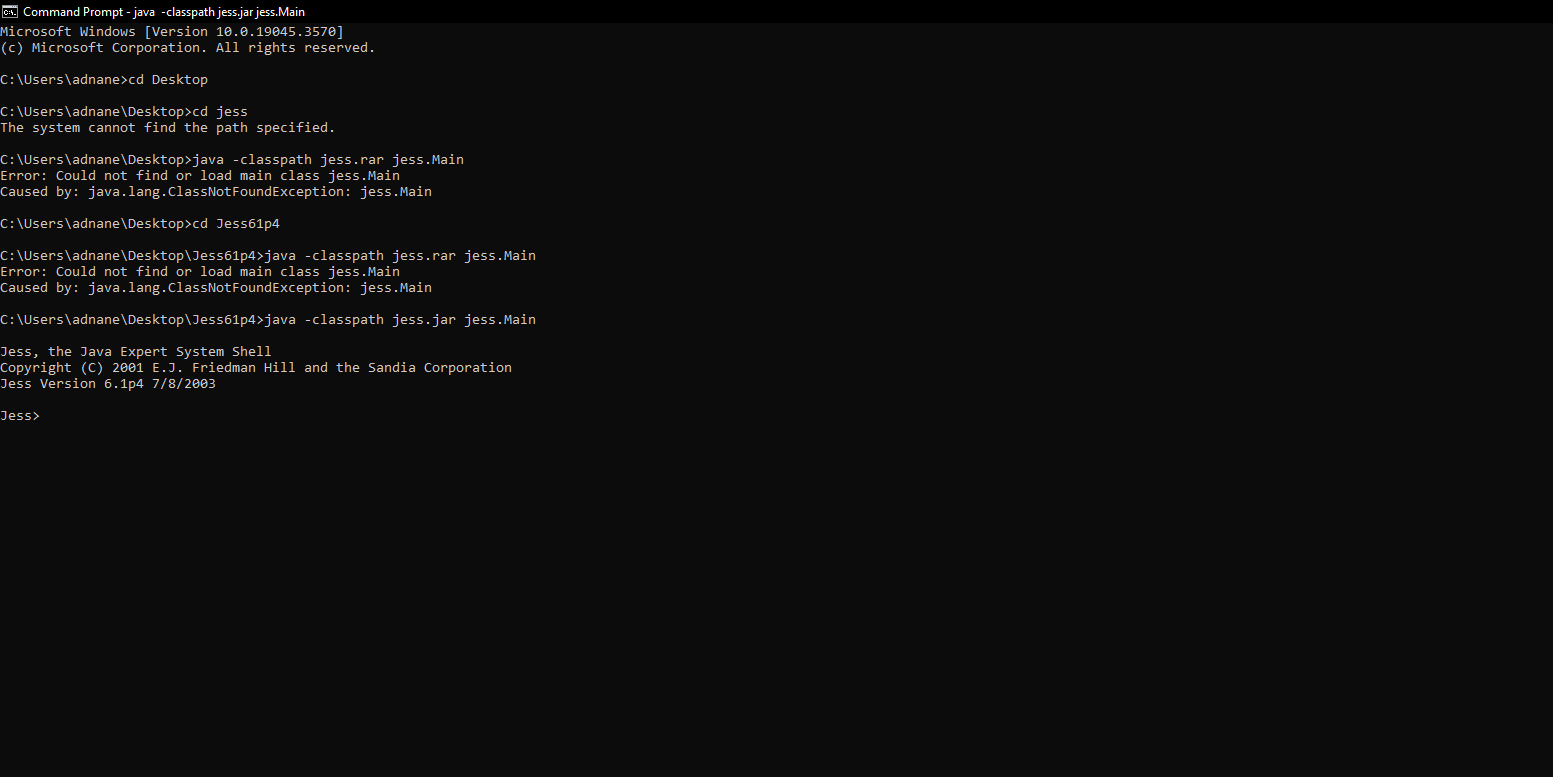 Command Prompt - java  -classpath jess.jar jess.Main
Microsoft Windows [Version 10.0.19045.3570]
(c) Microsoft Corporation. All rights reserved.
C:\Users\adnane>cd Desktop
C:\Users\adnane\Desktop>cd jess
The system cannot find the path specified.
C:\Users\adnane\Desktop>java -classpath jess.rar jess.Main
Error: Could not find or load main class jess.Main
Caused by: java.lang.ClassNotFoundException: jess.Main
C:\Users\adnane\Desktop>cd Jess61p4
C:\Users\adnane\Desktop\Jess61p4>java -classpath jess.rar jess.Main
Error: Could not find or load main class jess.Main
Caused by: java.lang.ClassNotFoundException: jess.Main
C:\Users\adnane\Desktop\Jess61p4>java -classpath jess.jar jess.Main
Jess, the Java Expert System Shell
Copyright (C) 2001 E.J. Friedman Hill and the Sandia Corporation
Jess Version 6.1p4 7/8/2003
Jess>